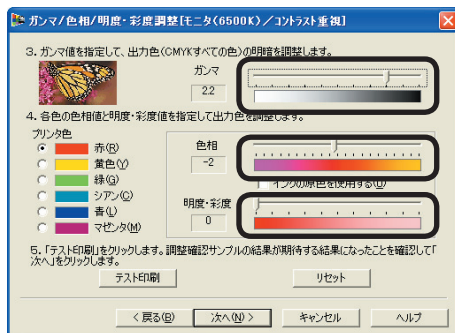 ガンマ/色相/明度・彩度調整[モニタ(6500K)/コントラスト重視]
3. ガンマ値を指定して、出力色(CMYKすべての色)の明暗を調整します。
ガンマ
2.2
4. 各色の色相値と明度・彩度値を指定して出力色を調整します。
プリンタ色
赤(R)
黄色(Y)
緑(G)
シアン(C)
青(L)
マゼンタ(M)
色相
-2
インクの原色を使用する(U)
明度・彩度
0
5. 「テスト印刷」をクリックします。調整確認サンプルの結果が期待する結果になったことを確認して「
次へ」をクリックします。
テスト印刷
リセット
< 戻る(B)
次へ(N) >
キャンセル
ヘルプ